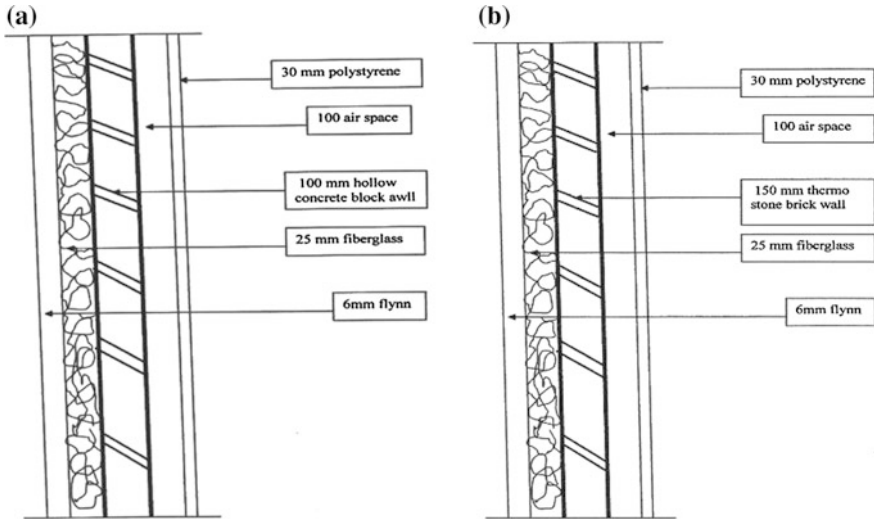 (a)
30 mm polystyrene
100 air space
100 mm hollow
concrete block awll
25 mm fiberglass
6mm flynn
(b)
30 mm polystyrene
100 air space
150 mm thermo
stone brick wall
25 mm fiberglass
6mm flynn